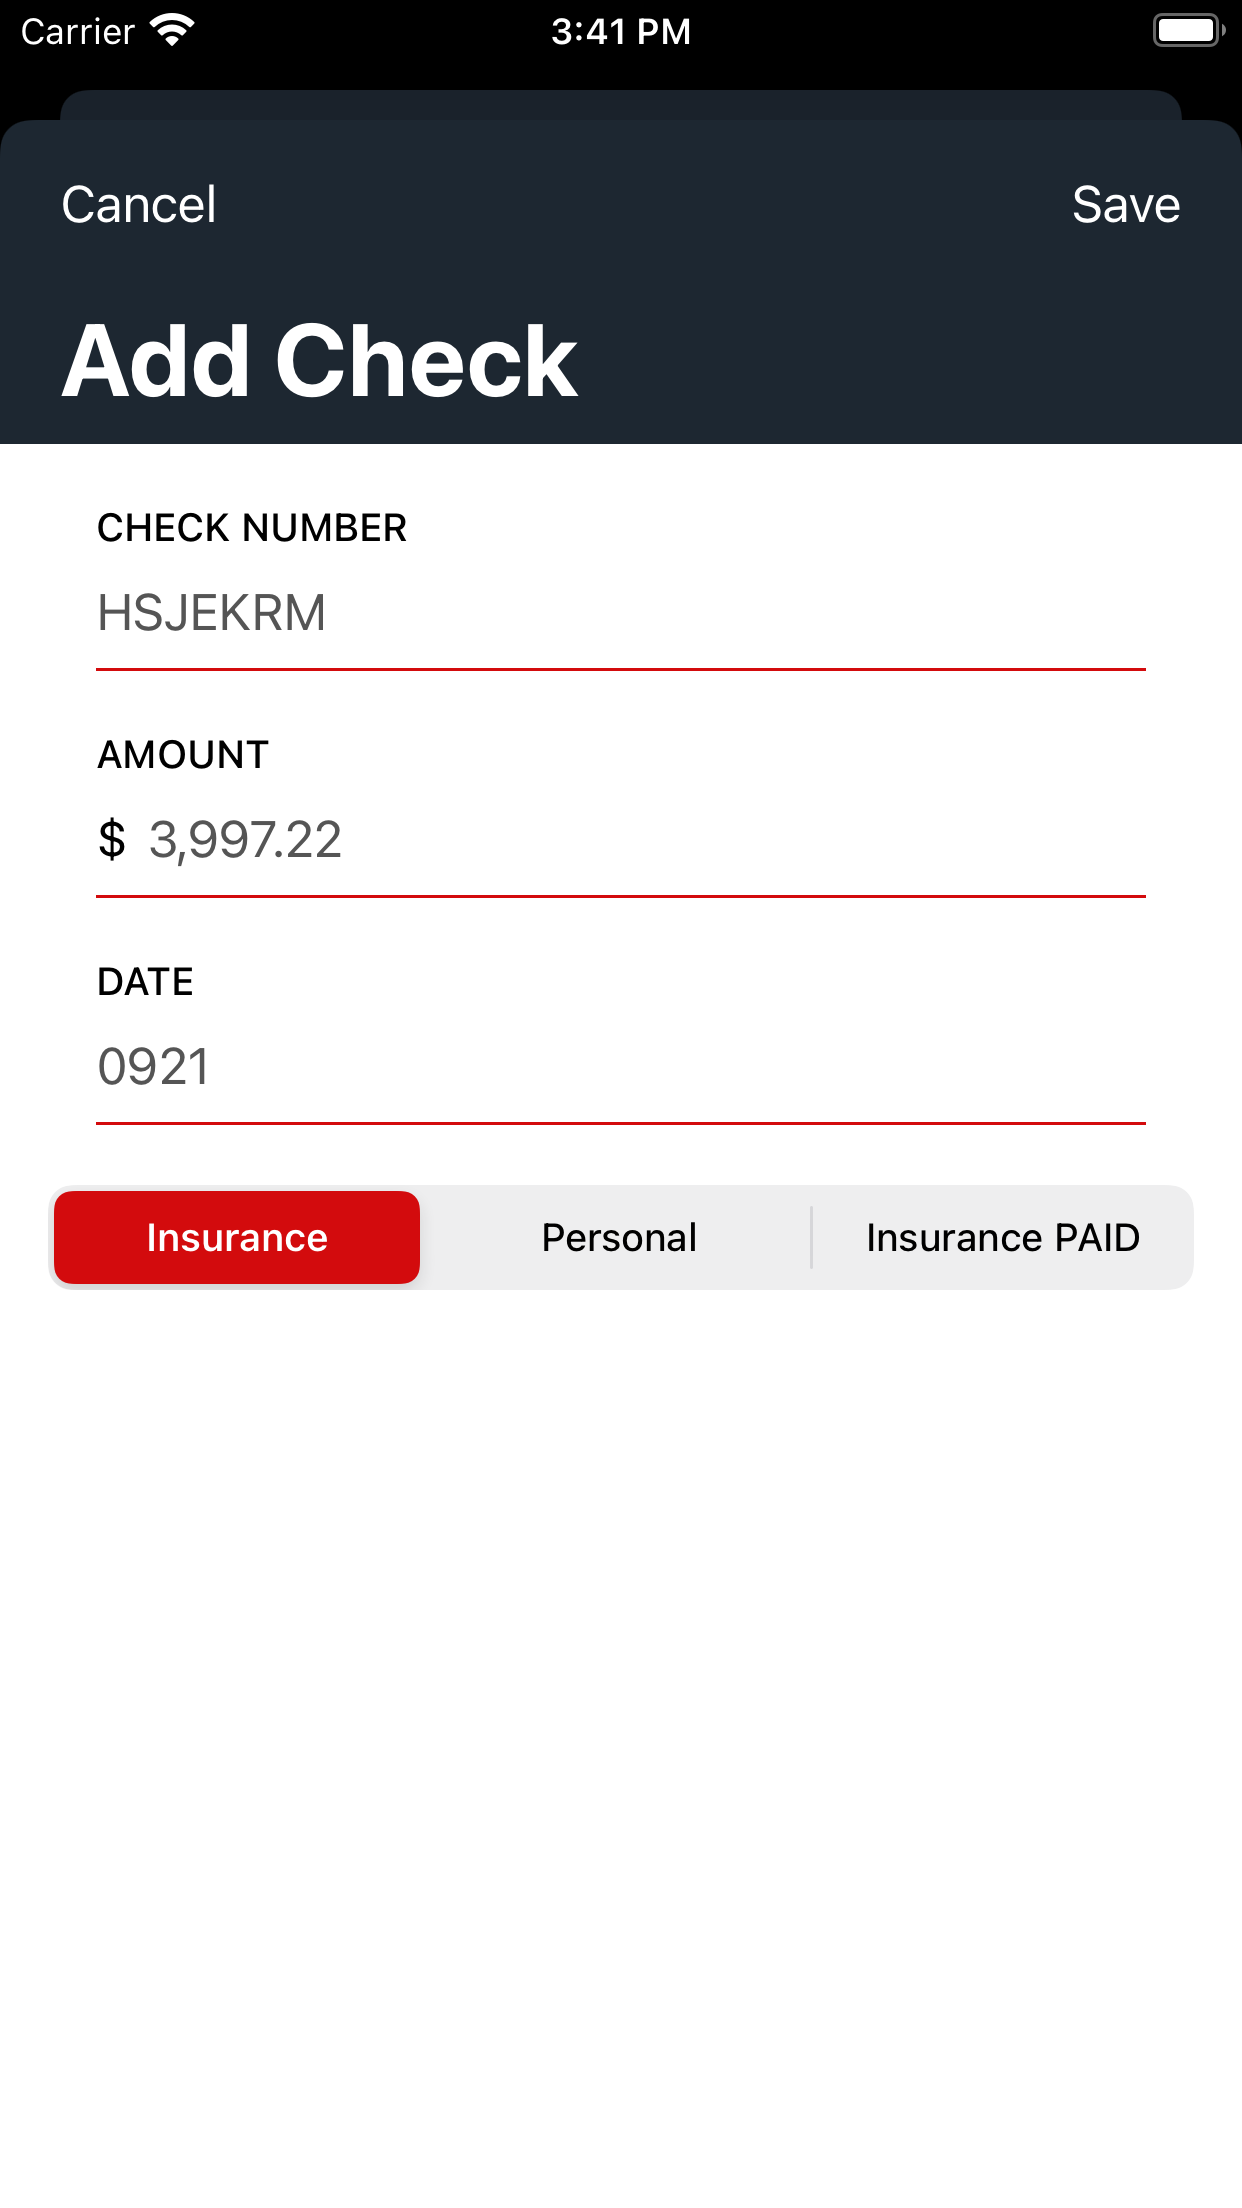 Carrier 3:41 PM
Cancel Save
Add Check
CHECK NUMBER
HSJEKRM
AMOUNT
$ 3,997.22
DATE
0921
Insurance Personal Insurance PAID